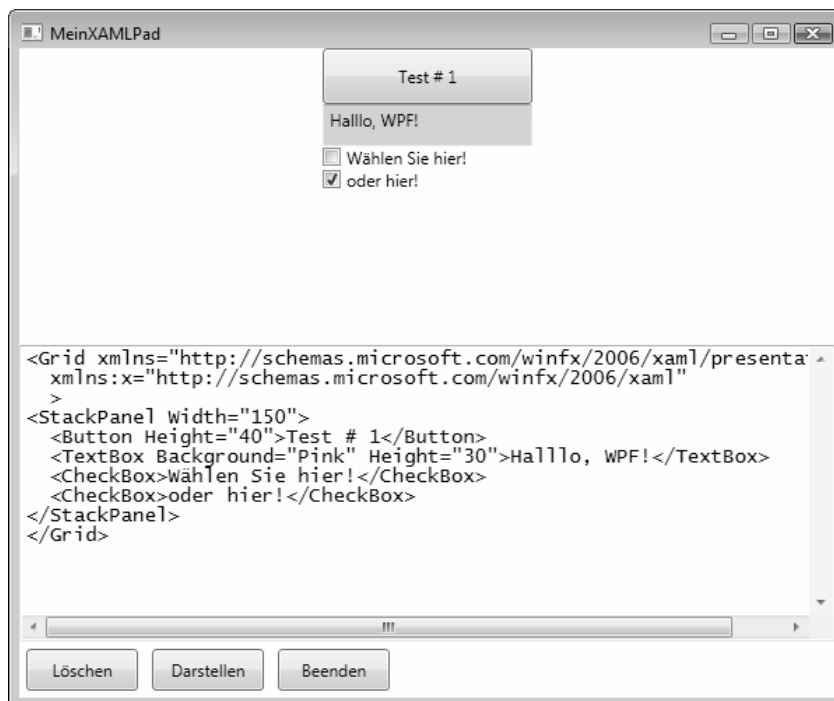 MeinXAMLPad
Test # 1
Halllo, WPF!
Wählen Sie hier!
oder hier!
<Grid xmlns="http://schemas.microsoft.com/winfx/2006/xaml/presenta
xmlns:x="http://schemas.microsoft.com/winfx/2006/xaml"
>
<StackPanel Width="150">
<Button Height="40">Test # 1</Button>
<TextBox Background="Pink" Height="30">Halllo, WPF!</TextBox>
<CheckBox>Wählen Sie hier!</CheckBox>
<CheckBox>oder hier!</CheckBox>
</StackPanel>
</Grid>
Löschen Darstellen Beenden